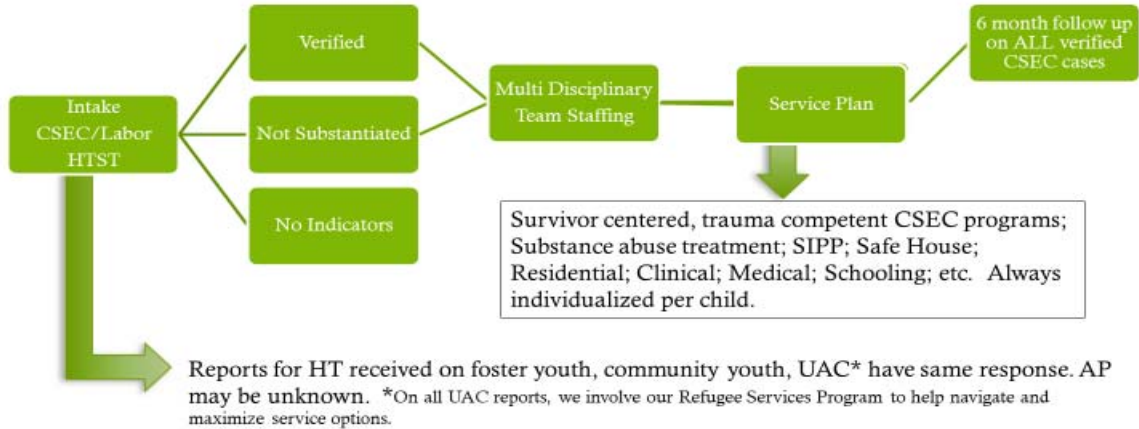 Verified
6 month follow up
on ALL verified
CSEC cases
Intake
CSEC/Labor
HTST
Not Substantiated
Multi Disciplinary
Team Staffing
Service Plan
No Indicators
Survivor centered, trauma competent CSEC programs;
Substance abuse treatment; SIPP; Safe House;
Residential; Clinical; Medical; Schooling; etc. Always
individualized per child.
Reports for HT received on foster youth, community youth, UAC* have same response. AP
may be unknown. *On all UAC reports, we involve our Refugee Services Program to help navigate and
maximize service options.